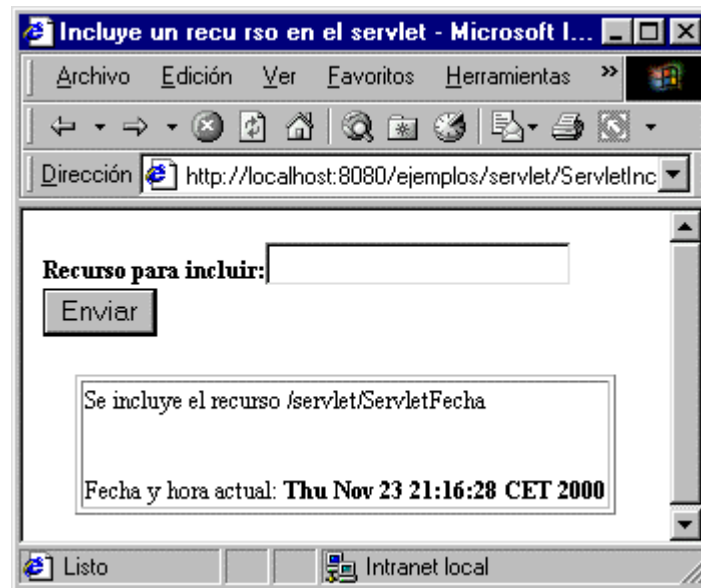 Incluye un recu rso en el servlet - Microsoft I...
Archivo Edición Ver Favoritos Herramientas »
Dirección http://localhost:8080/ejemplos/servlet/ServletInc
Recurso para incluir:
Enviar
Se incluye el recurso /servlet/ServletFecha
Fecha y hora actual: Thu Nov 23 21:16:28 CET 2000
Listo Intranet local